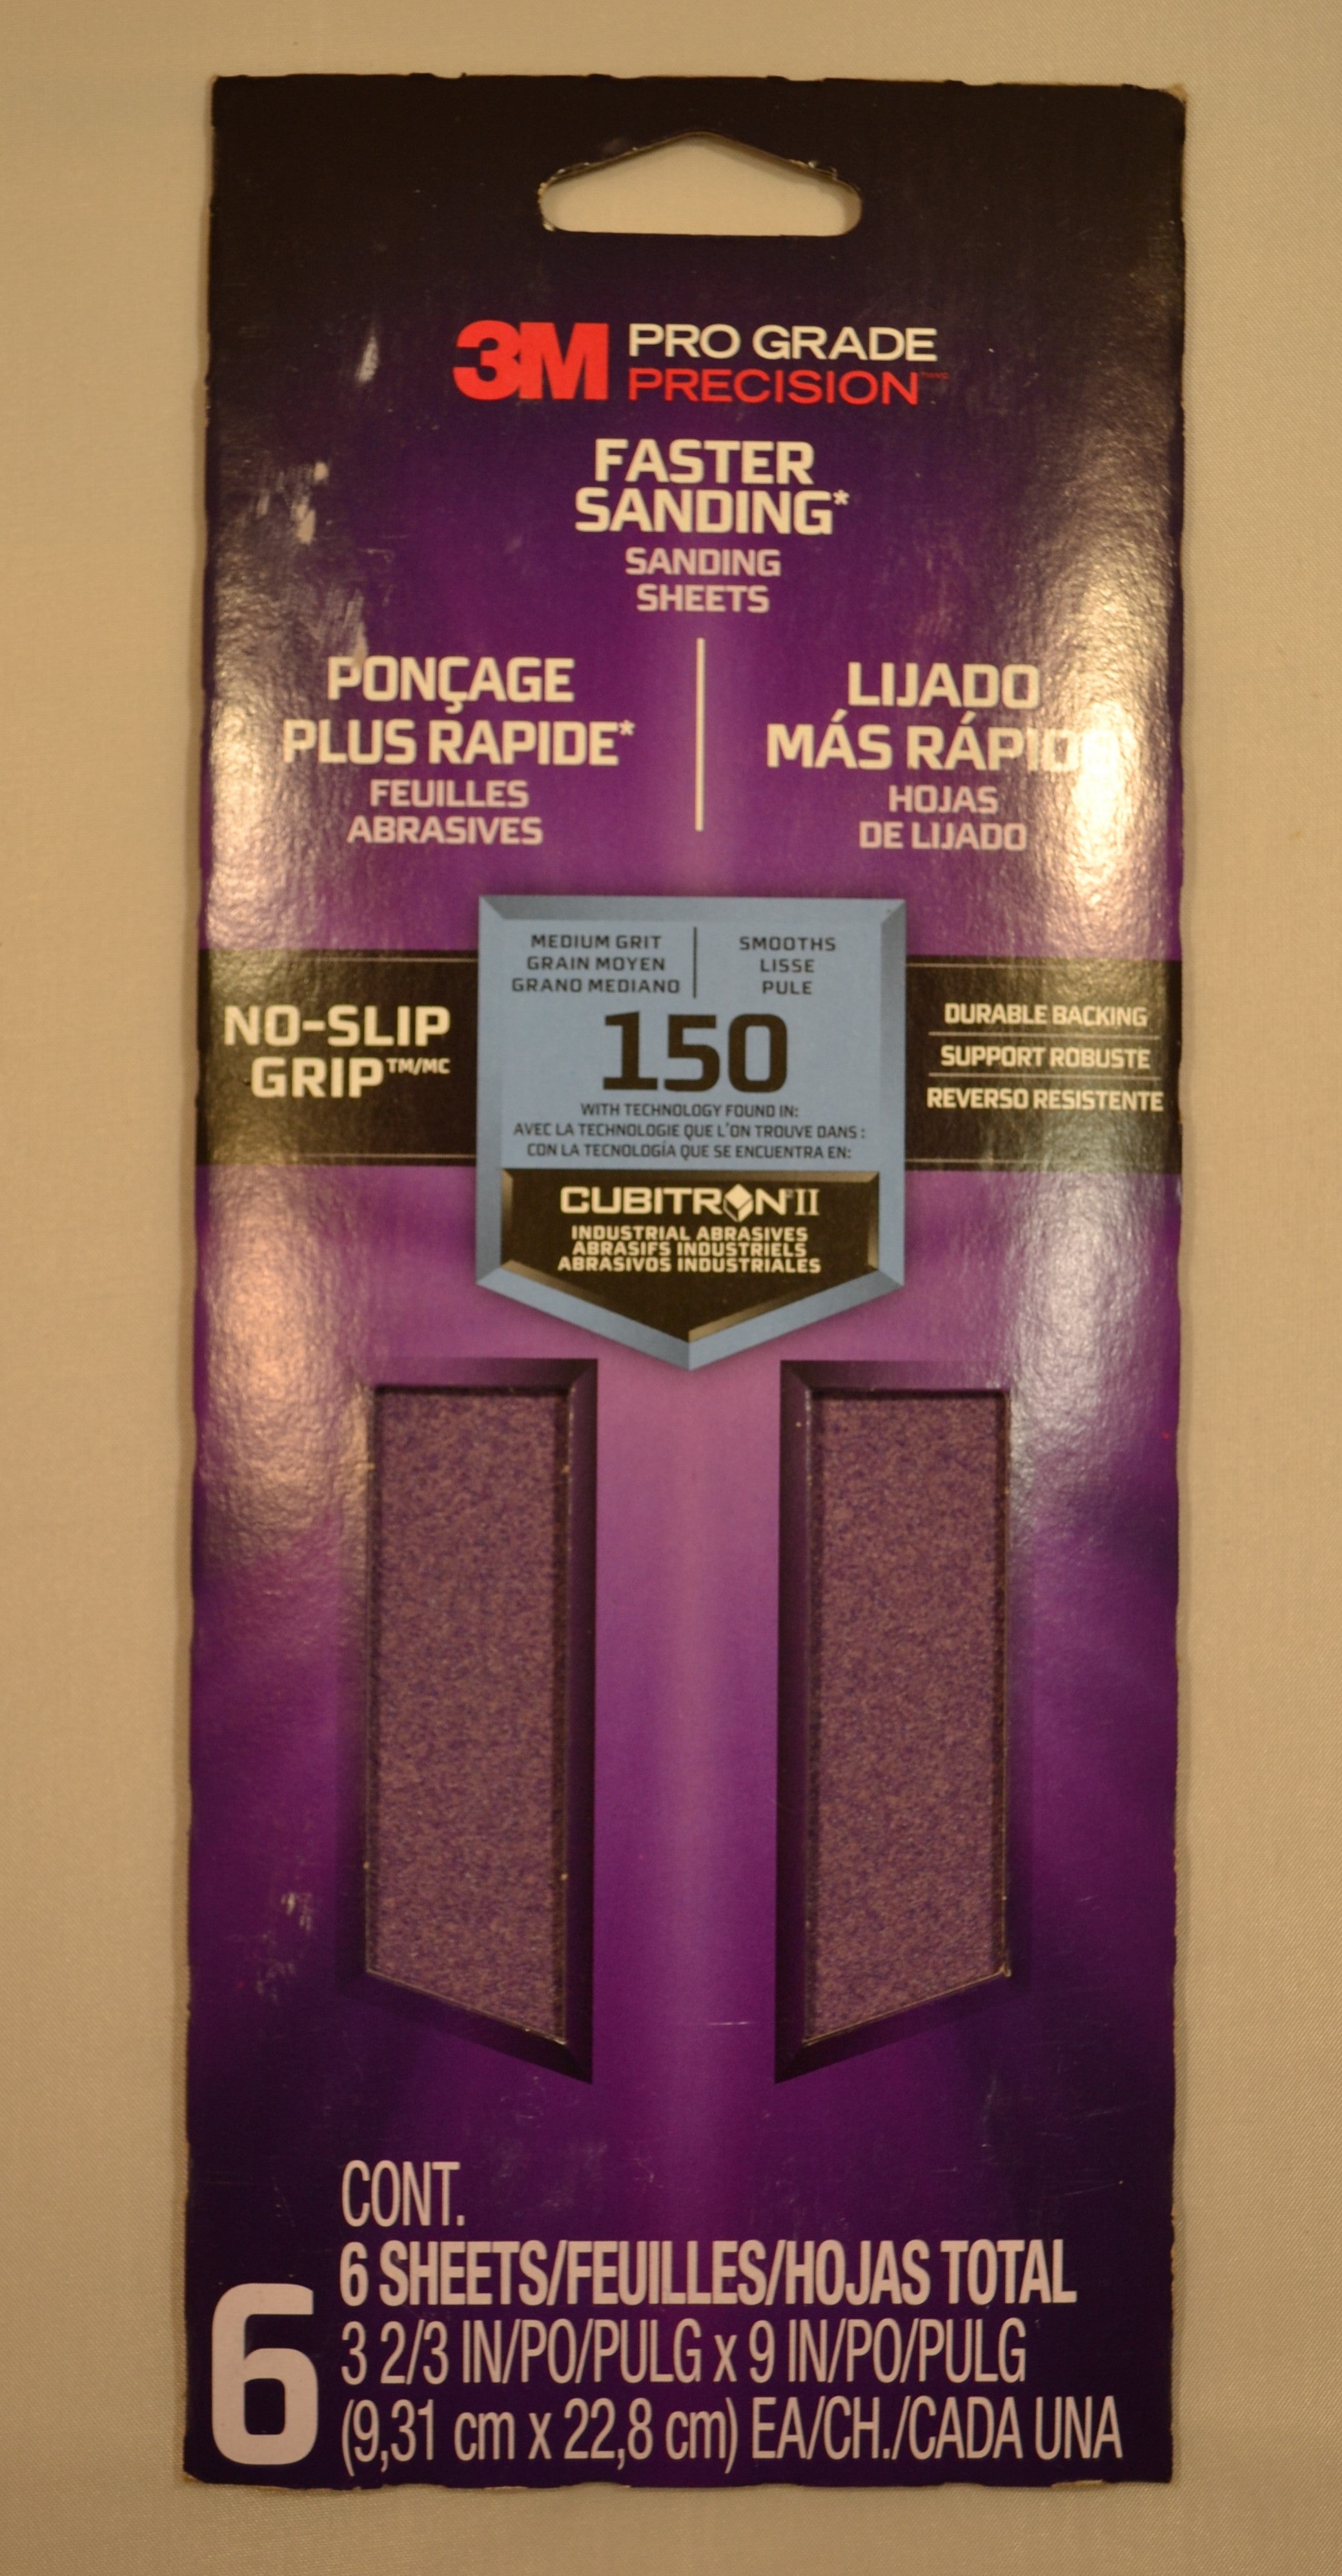 3M PRO GRADE
PRECISION
FASTER
SANDING*
SANDING
SHEETS
PONÇAGE
PLUS RAPIDE*
FEUILLES
ABRASIVES
LIJADO
MÁS RÁPIDO
HOJAS
DE LIJADO
NO-SLIP
GRIP™/MC
MEDIUM GRIT
GRAIN MOYEN
GRANO MEDIANO
SMOOTHS
LISSE
PULE
150
WITH TECHNOLOGY FOUND IN:
AVEC LA TECHNOLOGIE QUE L'ON TROUVE DANS :
CON LA TECNOLOGÍA QUE SE ENCUENTRA EN:
CUBITRON® II
INDUSTRIAL ABRASIVES
ABRASIFS INDUSTRIELS
ABRASIVOS INDUSTRIALES
DURABLE BACKING
SUPPORT ROBUSTE
REVERSO RESISTENTE
6
CONT.
6 SHEETS/FEUILLES/HOJAS TOTAL
3 2/3 IN/PO/PULG x 9 IN/PO/PULG
(9,31 cm x 22,8 cm) EA/CH./CADA UNA